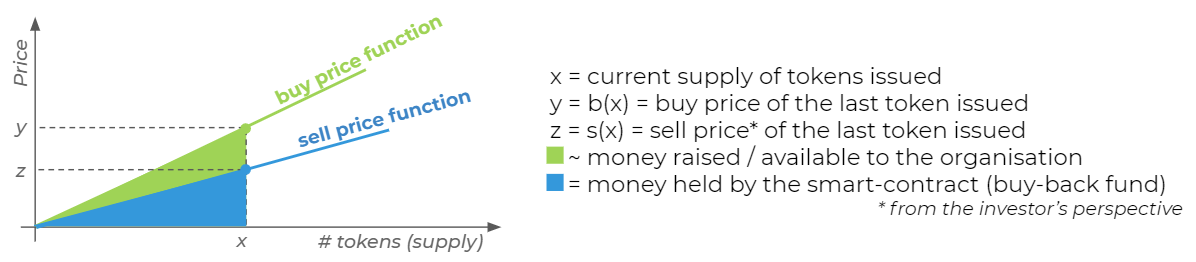 Price
buy price function
sell price function
y
z
x
# tokens (supply)
x = current supply of tokens issued
y = b(x) = buy price of the last token issued
z = s(x) = sell price* of the last token issued
~ money raised / available to the organisation
= money held by the smart-contract (buy-back fund)
* from the investor's perspective